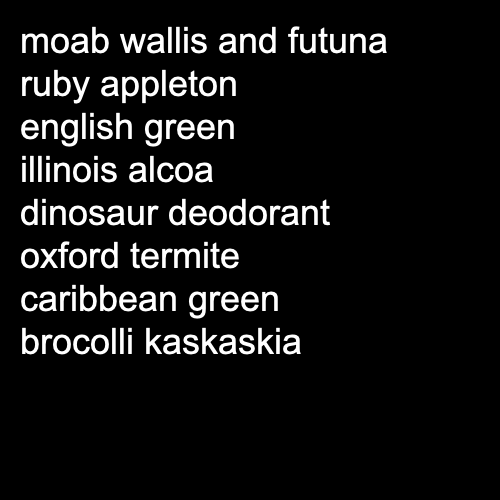 moab wallis and futuna
ruby appleton
english green
illinois alcoa
dinosaur deodorant
oxford termite
caribbean green
brocolli kaskaskia